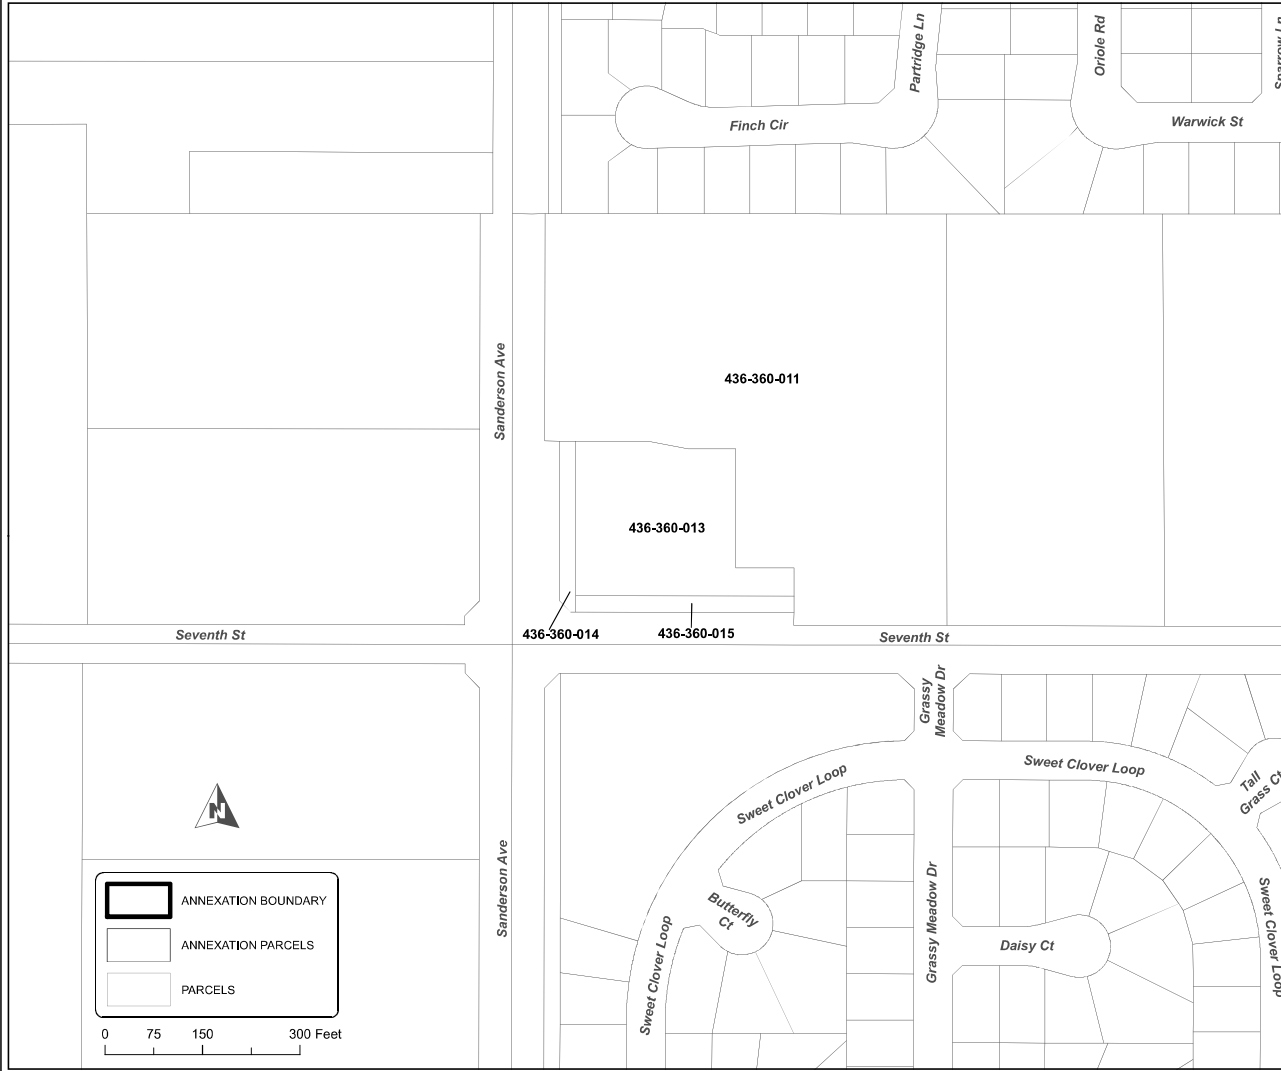 Partridge Ln
Oriole Rd
Sparrow Ln
Finch Cir
Warwick St
Sanderson Ave
436-360-011
436-360-013
436-360-014
436-360-015
Seventh St
Seventh St
Grassy
Meadow Dr
Sweet Clover Loop
Sweet Clover Loop
Tall
Grass Ct
N
Sanderson Ave
Butterfly
Ct
Grassy Meadow Dr
Daisy Ct
Sweet Clover Loop
Sweet Clover Loop
ANNEXATION BOUNDARY
ANNEXATION PARCELS
PARCELS
0 75 150 300 Feet